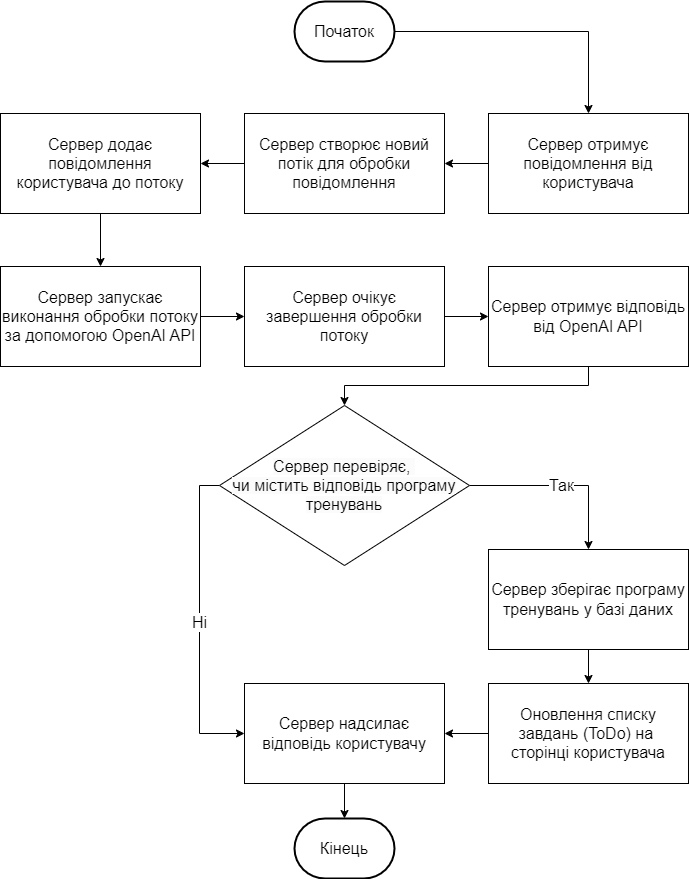 Початок
Сервер отримує
повідомлення від
користувача
Сервер створює новий
потік для обробки
повідомлення
Сервер додає
повідомлення
користувача до потоку
Сервер запускає
виконання обробки потоку
за допомогою OpenAI API
Сервер очікує
завершення обробки
потоку
Сервер отримує відповідь
від OpenAI API
Сервер перевіряє,
чи містить відповідь програму
тренувань
Так
Сервер зберігає програму
тренувань у базі даних
Ні
Оновлення списку
завдань (ToDo) на
сторінці користувача
Сервер надсилає
відповідь користувачу
Кінець